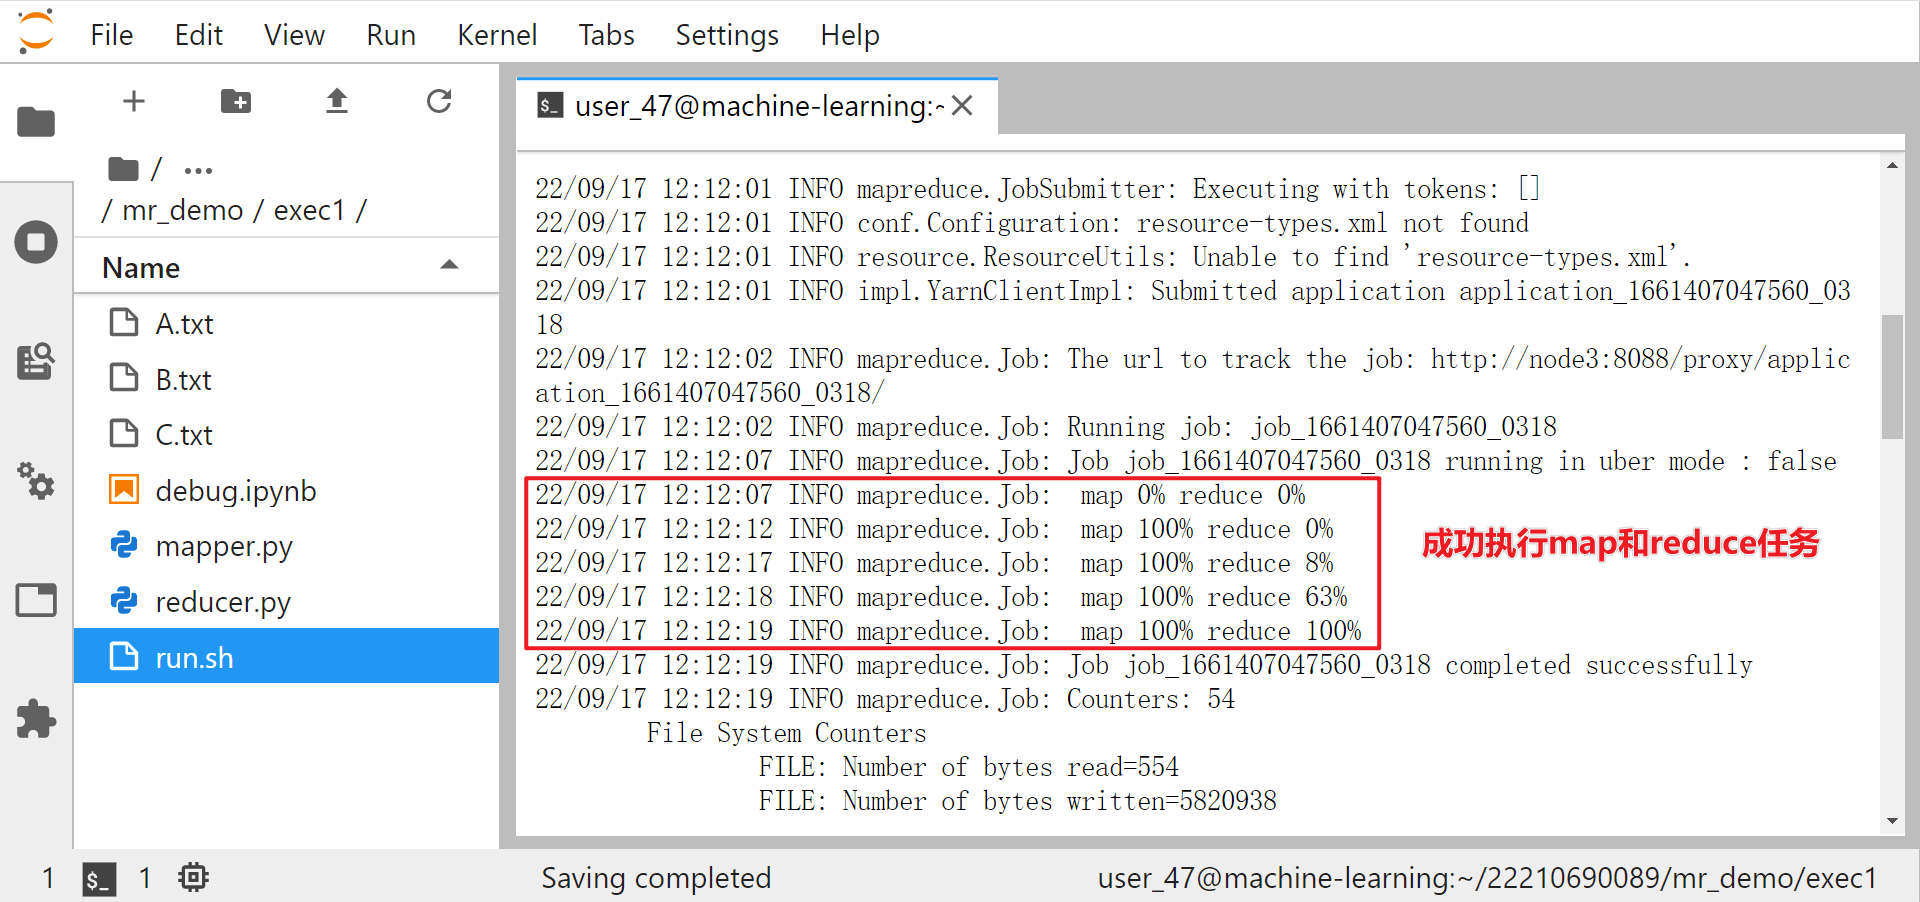 File Edit View Run Kernel Tabs Settings Help
/ ...
/ mr_demo / exec1 /
Name
A.txt
B.txt
C.txt
debug.ipynb
mapper.py
reducer.py
run.sh
$_ user_47@machine-learning:~
22/09/17 12:12:01 INFO mapreduce.JobSubmitter: Executing with tokens: []
22/09/17 12:12:01 INFO conf.Configuration: resource-types.xml not found
22/09/17 12:12:01 INFO resource.ResourceUtils: Unable to find 'resource-types.xml'.
22/09/17 12:12:01 INFO impl.YarnClientImpl: Submitted application application_1661407047560_03
18
22/09/17 12:12:02 INFO mapreduce.Job: The url to track the job: http://node3:8088/proxy/applic
ation_1661407047560_0318/
22/09/17 12:12:02 INFO mapreduce.Job: Running job: job_1661407047560_0318
22/09/17 12:12:07 INFO mapreduce.Job: Job job_1661407047560_0318 running in uber mode : false
22/09/17 12:12:07 INFO mapreduce.Job:  map 0% reduce 0%
22/09/17 12:12:12 INFO mapreduce.Job:  map 100% reduce 0%
22/09/17 12:12:17 INFO mapreduce.Job:  map 100% reduce 8%
22/09/17 12:12:18 INFO mapreduce.Job:  map 100% reduce 63%
22/09/17 12:12:19 INFO mapreduce.Job:  map 100% reduce 100%
成功执行map和reduce任务
22/09/17 12:12:19 INFO mapreduce.Job: Job job_1661407047560_0318 completed successfully
22/09/17 12:12:19 INFO mapreduce.Job: Counters: 54
File System Counters
FILE: Number of bytes read=554
FILE: Number of bytes written=5820938
1 $_ 1 Saving completed user_47@machine-learning:~/22210690089/mr_demo/exec1